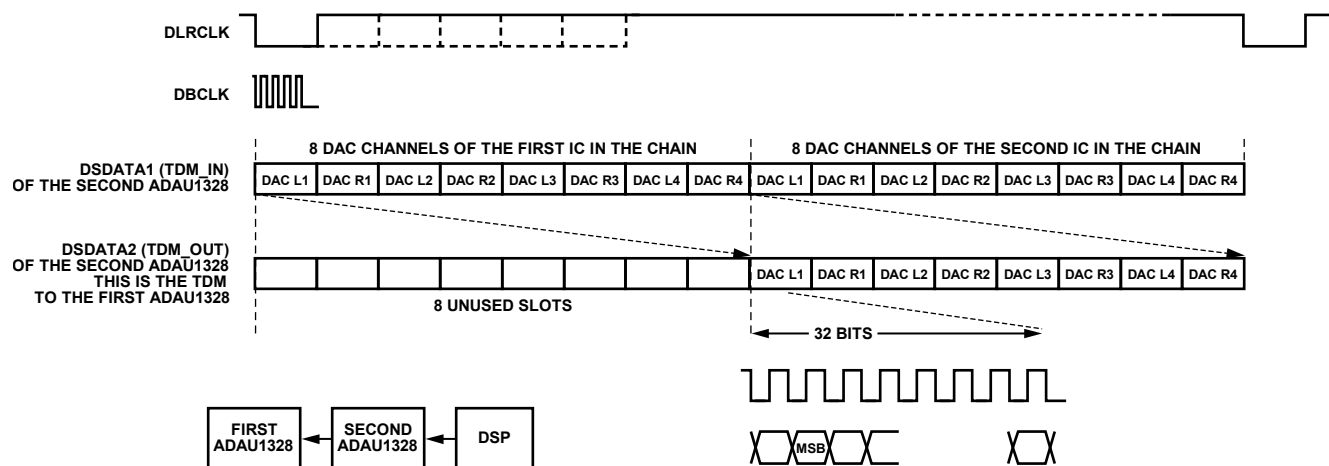 DLRCLK
DBCLK
8 DAC CHANNELS OF THE FIRST IC IN THE CHAIN
8 DAC CHANNELS OF THE SECOND IC IN THE CHAIN
DSDATA1 (TDM_IN)
OF THE SECOND ADAU1328
DAC L1 DAC R1 DAC L2 DAC R2 DAC L3 DAC R3 DAC L4 DAC R4 DAC L1 DAC R1 DAC L2 DAC R2 DAC L3 DAC R3 DAC L4 DAC R4
DSDATA2 (TDM_OUT)
OF THE SECOND ADAU1328
THIS IS THE TDM
TO THE FIRST ADAU1328
DAC L1 DAC R1 DAC L2 DAC R2 DAC L3 DAC R3 DAC L4 DAC R4
8 UNUSED SLOTS
32 BITS
FIRST
ADAU1328
SECOND
ADAU1328
DSP
MSB